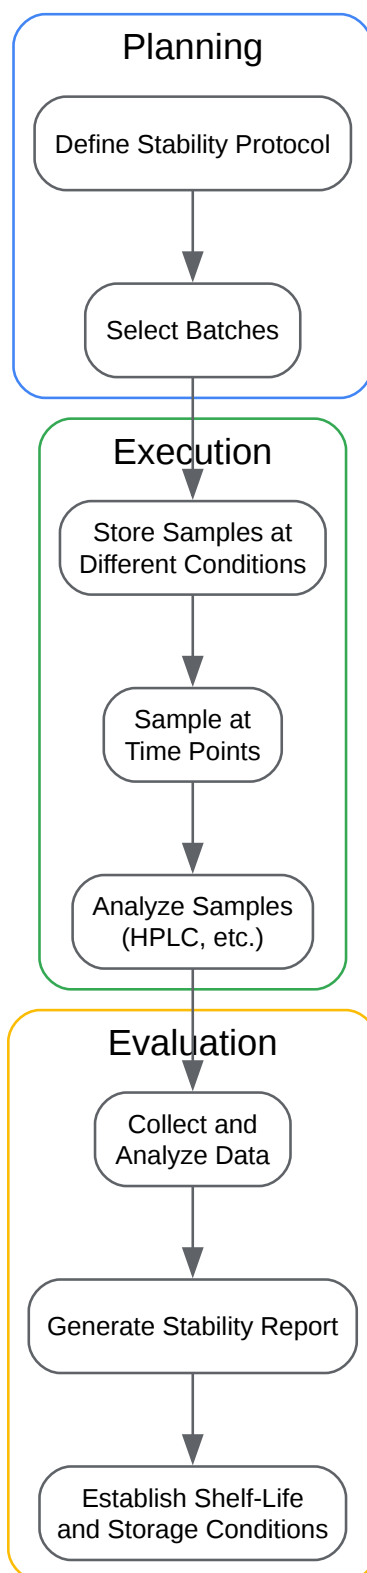 Planning
Define Stability Protocol
Select Batches
Execution
Store Samples at
Different Conditions
Sample at
Time Points
Analyze Samples
(HPLC, etc.)
Evaluation
Collect and
Analyze Data
Generate Stability Report
Establish Shelf-Life
and Storage Conditions